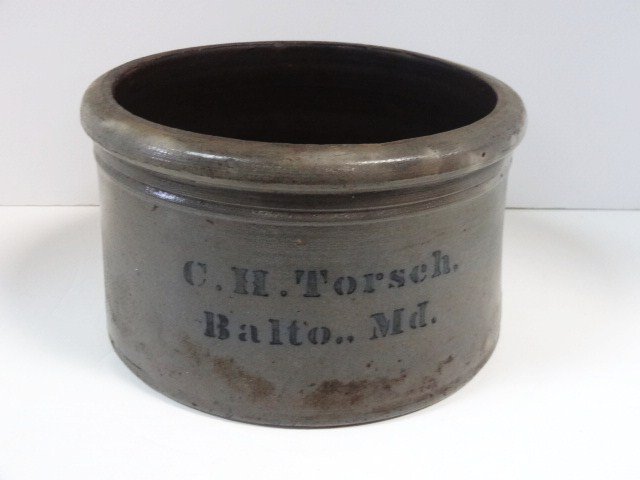 C. H. Torsch.
Balto., Md.